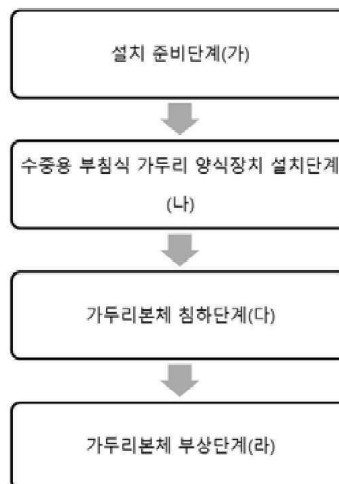 설치 준비단계(가)
수중용 부침식 가두리 양식장치 설치단계
(나)
가두리본체 침하단계(다)
가두리본체 부상단계(라)